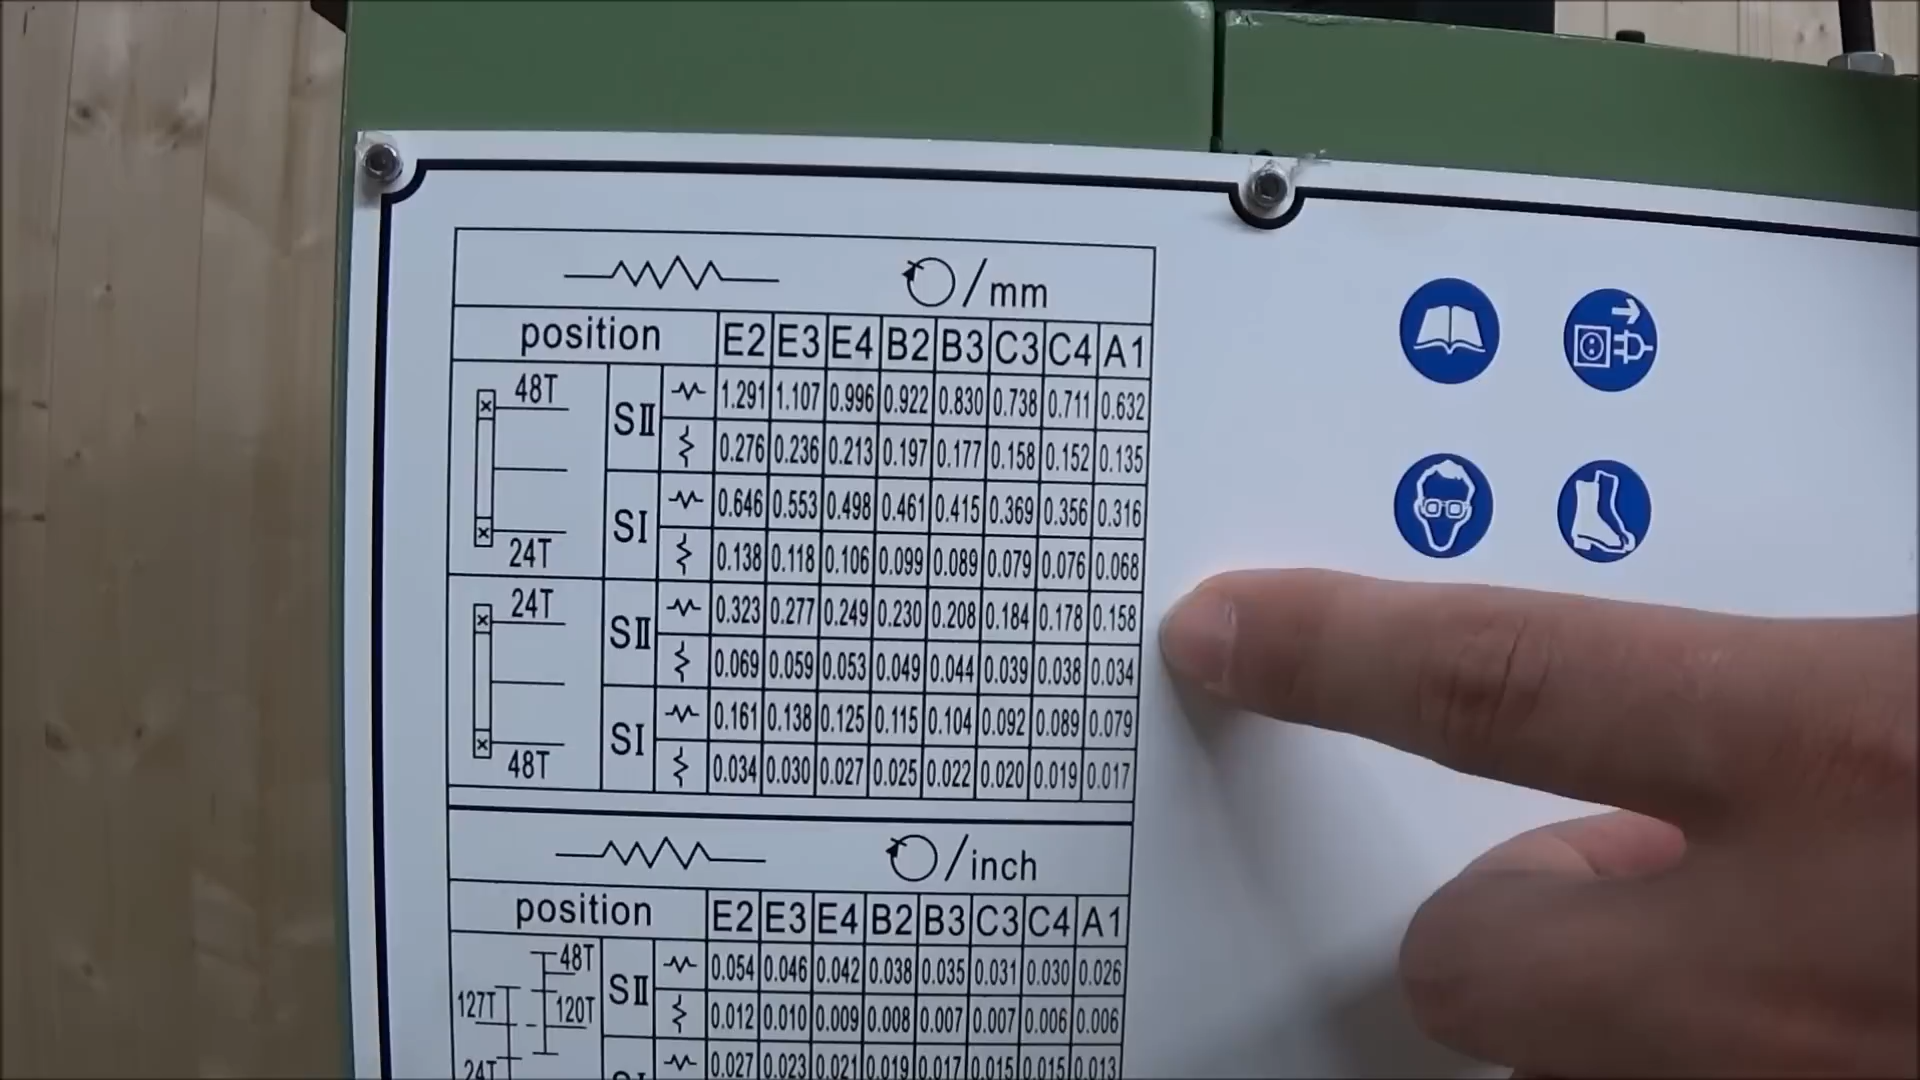 /mm
position E2 E3 E4 B2 B3 C3 C4 A1
48T
24T
SⅡ 1.291 1.107 0.996 0.922 0.830 0.738 0.711 0.632
0.276 0.236 0.213 0.197 0.177 0.158 0.152 0.135
SⅠ 0.646 0.553 0.498 0.461 0.415 0.369 0.356 0.316
0.138 0.118 0.106 0.099 0.089 0.079 0.076 0.068
24T
48T
SⅡ 0.323 0.277 0.249 0.230 0.208 0.184 0.178 0.158
0.069 0.059 0.053 0.049 0.044 0.039 0.038 0.034
SⅠ 0.161 0.138 0.125 0.115 0.104 0.092 0.089 0.079
0.034 0.030 0.027 0.025 0.022 0.020 0.019 0.017
/inch
position E2 E3 E4 B2 B3 C3 C4 A1
48T
127T 120T
24T
SⅡ 0.054 0.046 0.042 0.038 0.035 0.031 0.030 0.026
0.012 0.010 0.009 0.008 0.007 0.007 0.006 0.006
0.027 0.023 0.021 0.019 0.017 0.015 0.015 0.013